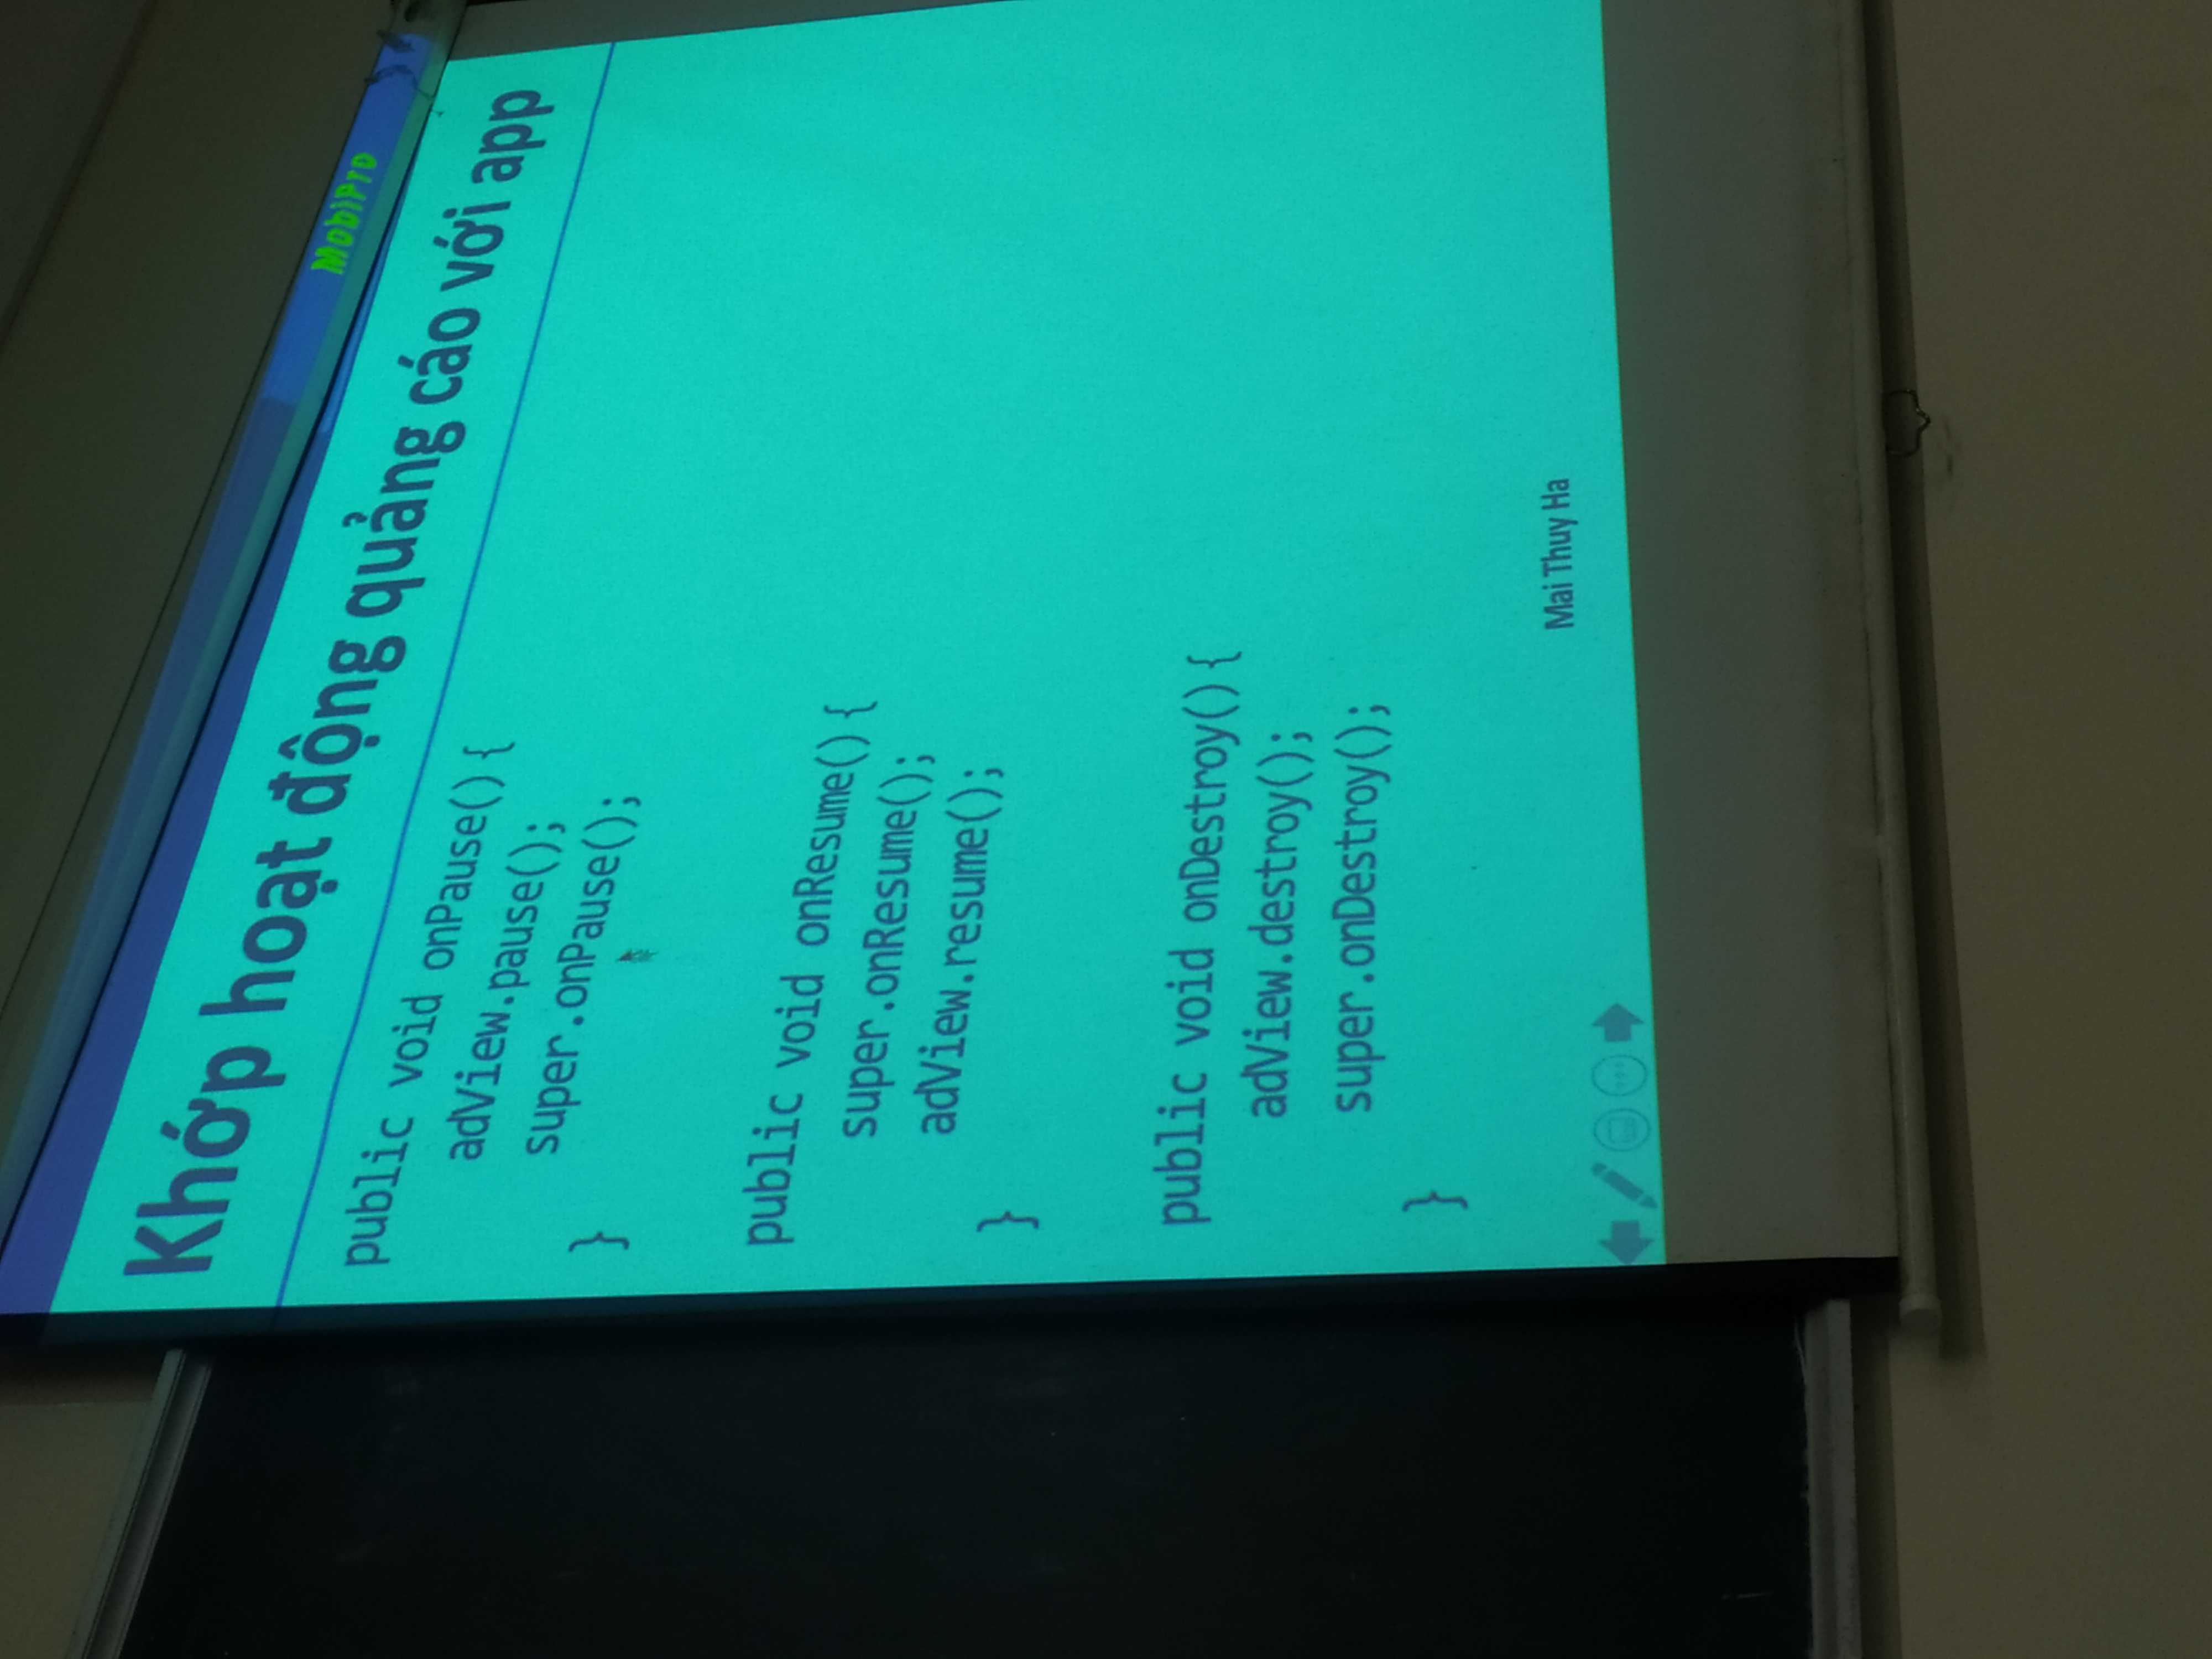 MobiPro
Khớp hoạt động quảng cáo với app
public void onPause() {
adView.pause();
super.onPause();
}
public void onResume() {
super.onResume();
adView.resume();
}
public void onDestroy() {
adView.destroy();
super.onDestroy();
}
Mai Thuy Ha